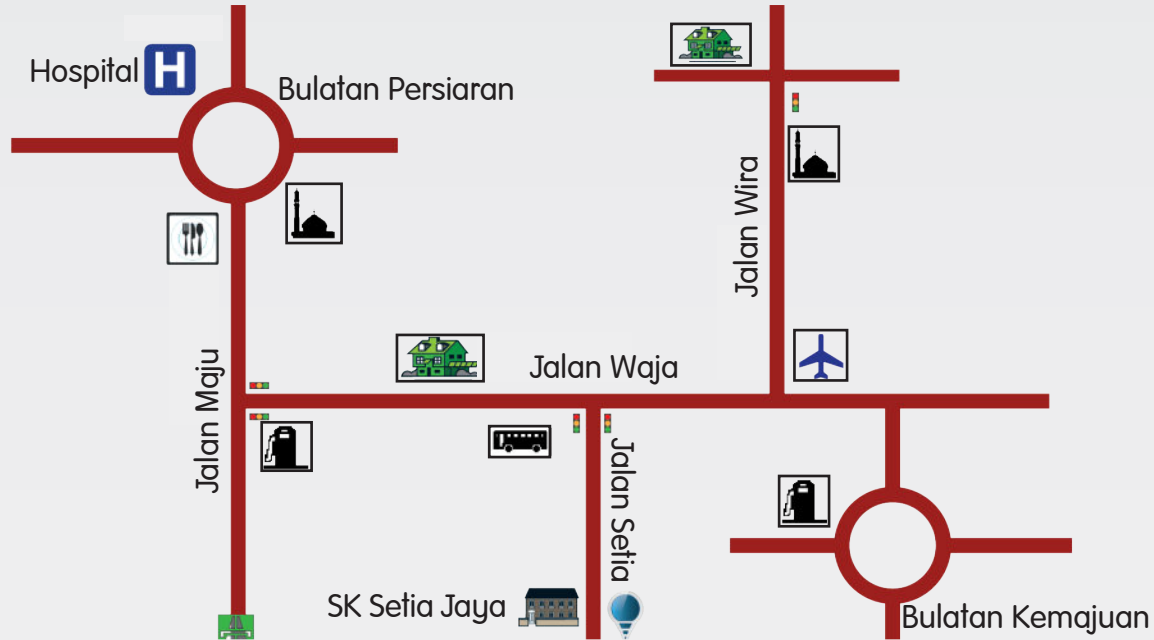 Hospital H
Bulatan Persiaran
Jalan Wira
Jalan Waja
Jalan Maju
Jalan Setia
SK Setia Jaya
Bulatan Kemajuan